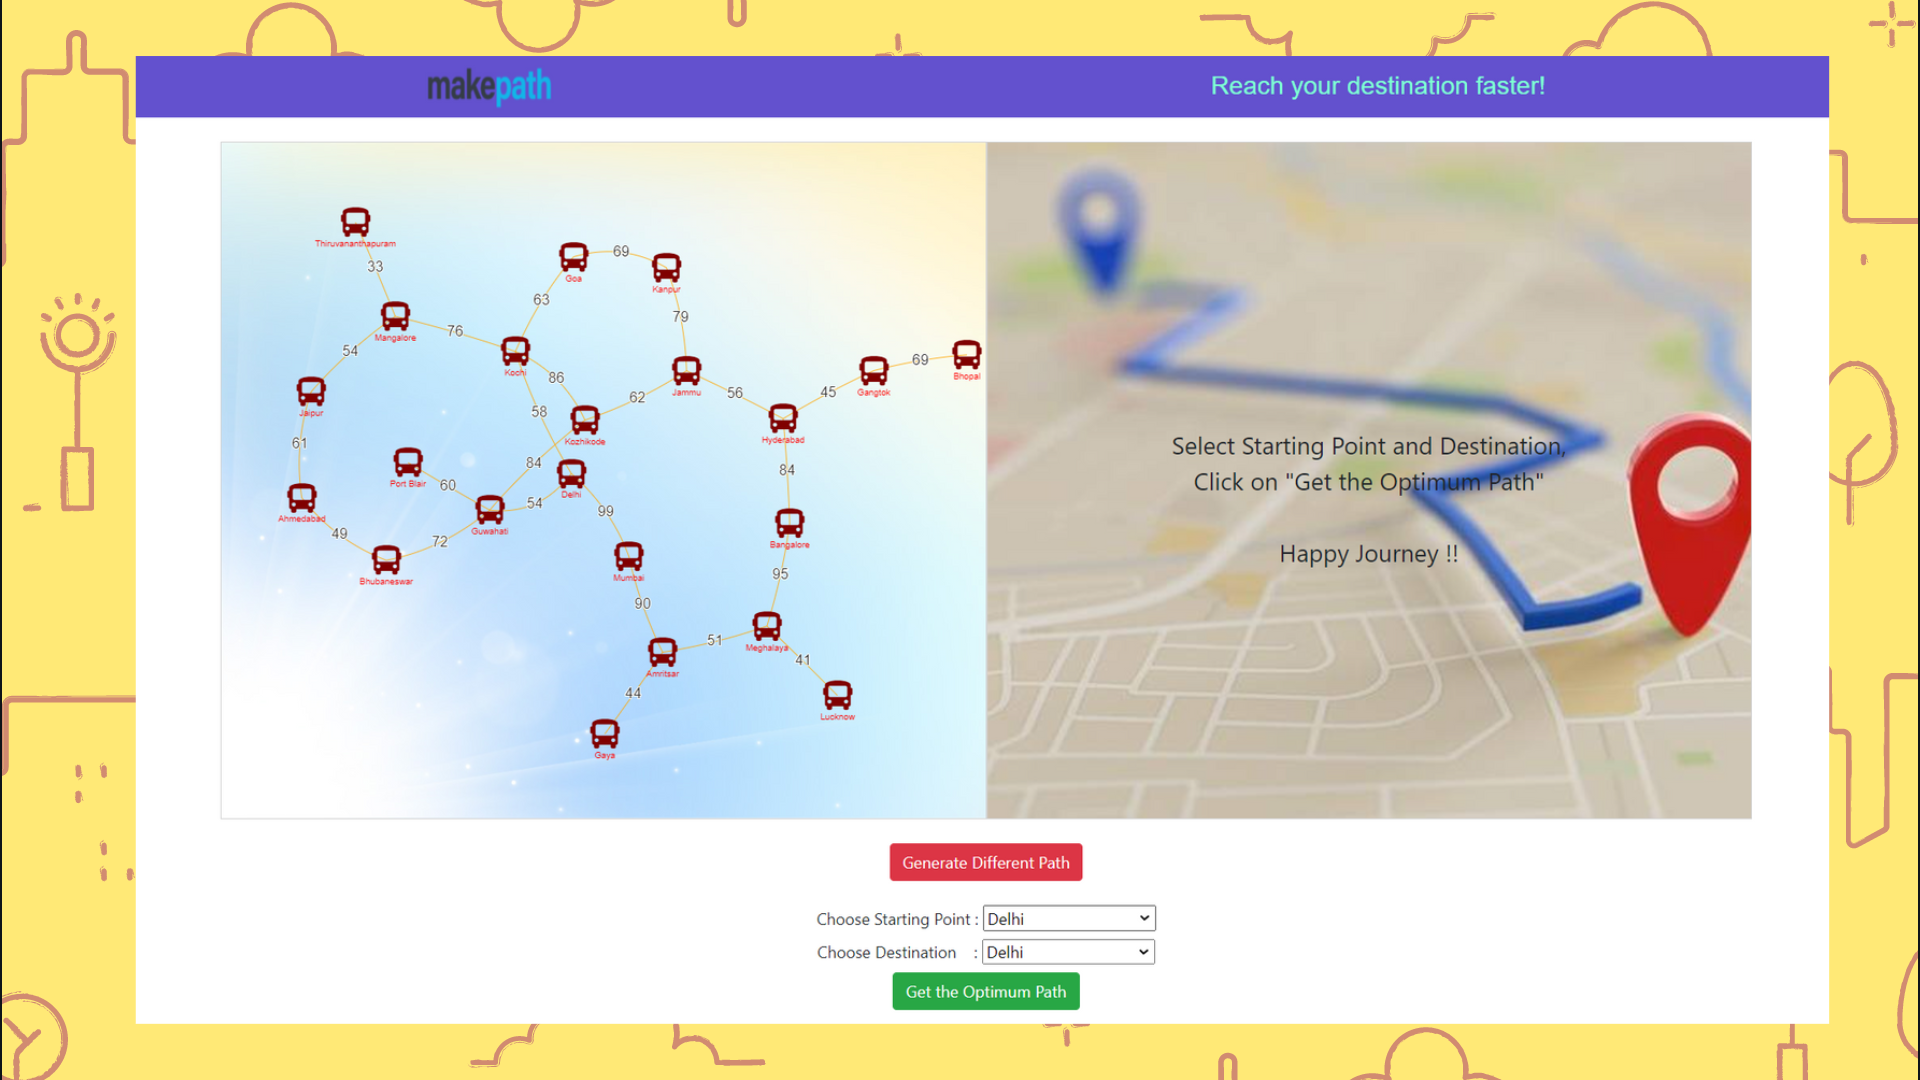 makepath
Reach your destination faster!
Thiruvananthapuram
33
Mangalore
76
54
Jaipur
61
Ahmedabad
49
Bhubaneswar
72
Port Blair
60
Guwahati
54
84
Delhi
58
Kochi
63
Goa
69
Kanpur
79
86
Kozhikode
62
Jammu
56
Hyderabad
45
Gangtok
69
Bhopal
84
Bangalore
95
Meghalaya
41
Lucknow
51
99
Mumbai
90
Amritsar
44
Gaya
Select Starting Point and Destination,
Click on "Get the Optimum Path"
Happy Journey !!
Generate Different Path
Choose Starting Point : Delhi
Choose Destination : Delhi
Get the Optimum Path